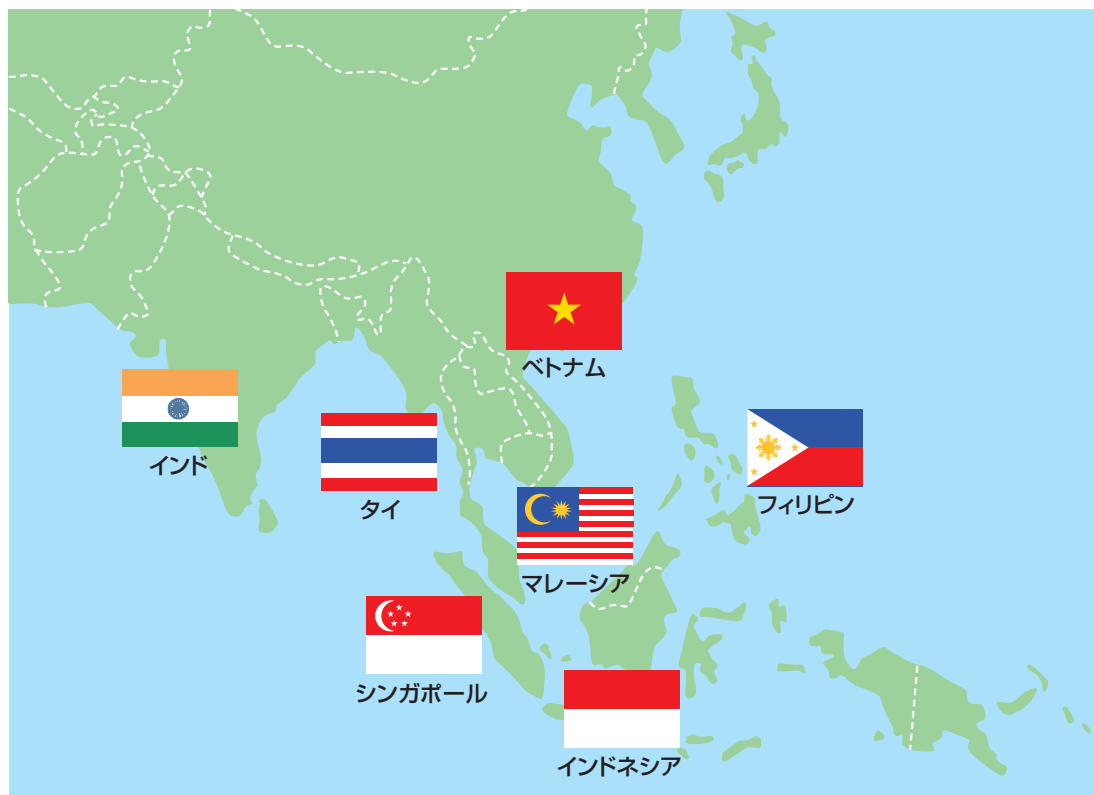 ベトナム
インド
タイ
フィリピン
マレーシア
シンガポール
インドネシア